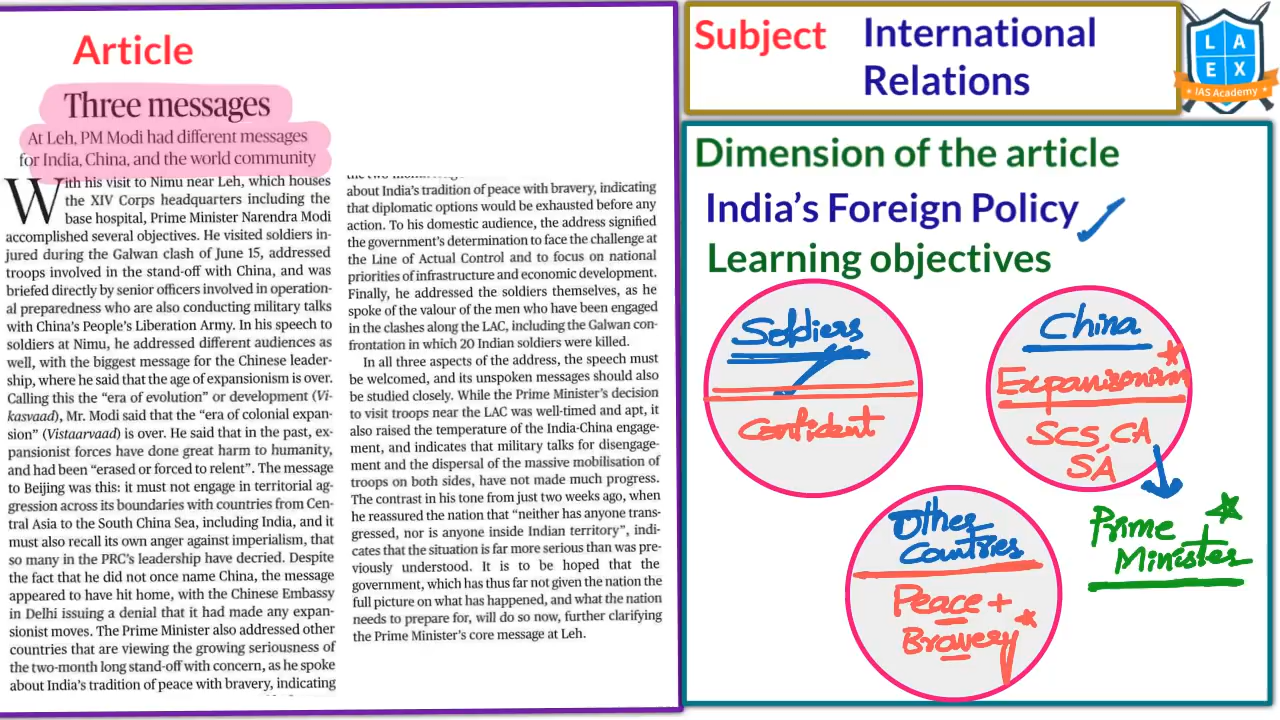 Article
Three messages
At Leh, PM Modi had different messages
for India, China, and the world community
With his visit to Nimu near Leh, which houses
the XIV Corps headquarters including the
base hospital, Prime Minister Narendra Modi
accomplished several objectives. He visited soldiers in-
jured during the Galwan clash of June 15, addressed
troops involved in the stand-off with China, and was
briefed directly by senior officers involved in operation-
al preparedness who are also conducting military talks
with China's People's Liberation Army. In his speech to
soldiers at Nimu, he addressed different audiences as
well, with the biggest message for the Chinese leader-
ship, where he said that the age of expansionism is over.
Calling this the “era of evolution” or development (Vi-
kasvaad), Mr. Modi said that the “era of colonial expan-
sion” (Vistaarvaad) is over. He said that in the past, ex-
pansionist forces have done great harm to humanity,
and had been “erased or forced to relent”. The message
to Beijing was this: it must not engage in territorial ag-
gression across its boundaries with countries from Cen-
tral Asia to the South China Sea, including India, and it
must also recall its own anger against imperialism, that
so many in the PRC's leadership have decried. Despite
the fact that he did not once name China, the message
appeared to have hit home, with the Chinese Embassy
in Delhi issuing a denial that it had made any expan-
sionist moves. The Prime Minister also addressed other
countries that are viewing the growing seriousness of
the two-month long stand-off with concern, as he spoke
about India's tradition of peace with bravery, indicating
about India's tradition of peace with bravery, indicating
that diplomatic options would be exhausted before any
action. To his domestic audience, the address signified
the government's determination to face the challenge at
the Line of Actual Control and to focus on national
priorities of infrastructure and economic development.
Finally, he addressed the soldiers themselves, as he
spoke of the valour of the men who have been engaged
in the clashes along the LAC, including the Galwan con-
frontation in which 20 Indian soldiers were killed.
In all three aspects of the address, the speech must
be welcomed, and its unspoken messages should also
be studied closely. While the Prime Minister's decision
to visit troops near the LAC was well-timed and apt, it
also raised the temperature of the India-China engage-
ment, and indicates that military talks for disengage-
ment and the dispersal of the massive mobilisation of
troops on both sides, have not made much progress.
The contrast in his tone from just two weeks ago, when
he reassured the nation that “neither has anyone trans-
gressed, nor is anyone inside Indian territory”, indi-
cates that the situation is far more serious than was pre-
viously understood. It is to be hoped that the
government, which has thus far not given the nation the
full picture on what has happened, and what the nation
needs to prepare for, will do so now, further clarifying
the Prime Minister's core message at Leh.
Subject International
Relations
L A
E X
IAS Academy
Dimension of the article
India's Foreign Policy
Learning objectives
Soldiers
Confident
China
Expansionism
SCS, CA
SA
Prime
Minister
Other
Countries
Peace +
Bravery